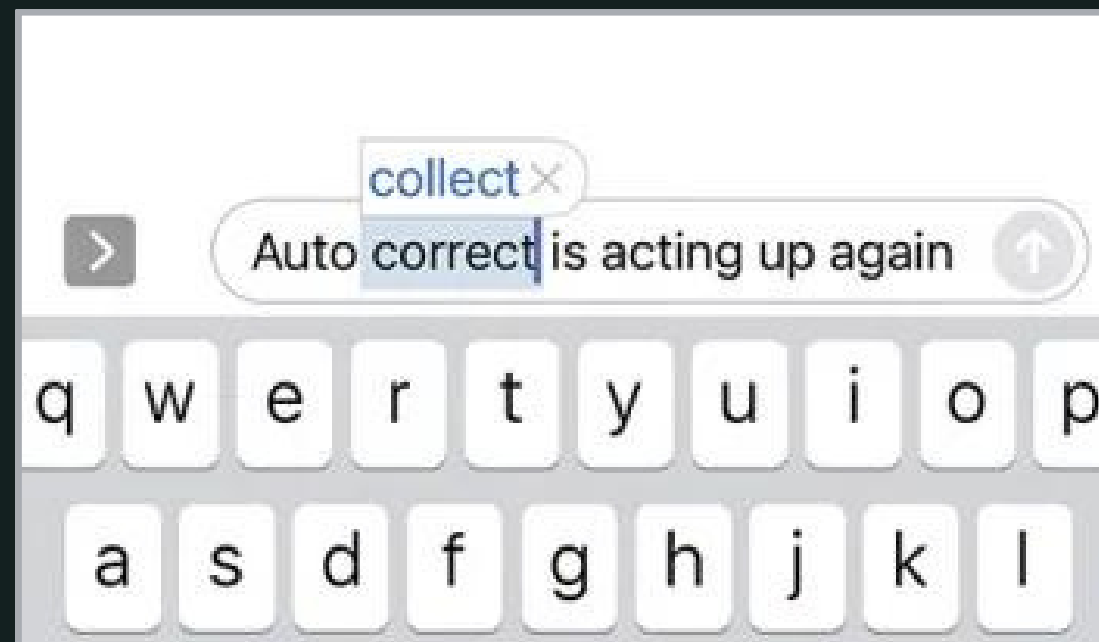 collect
Auto correct is acting up again
q w e r t y u i o p
a s d f g h j k l